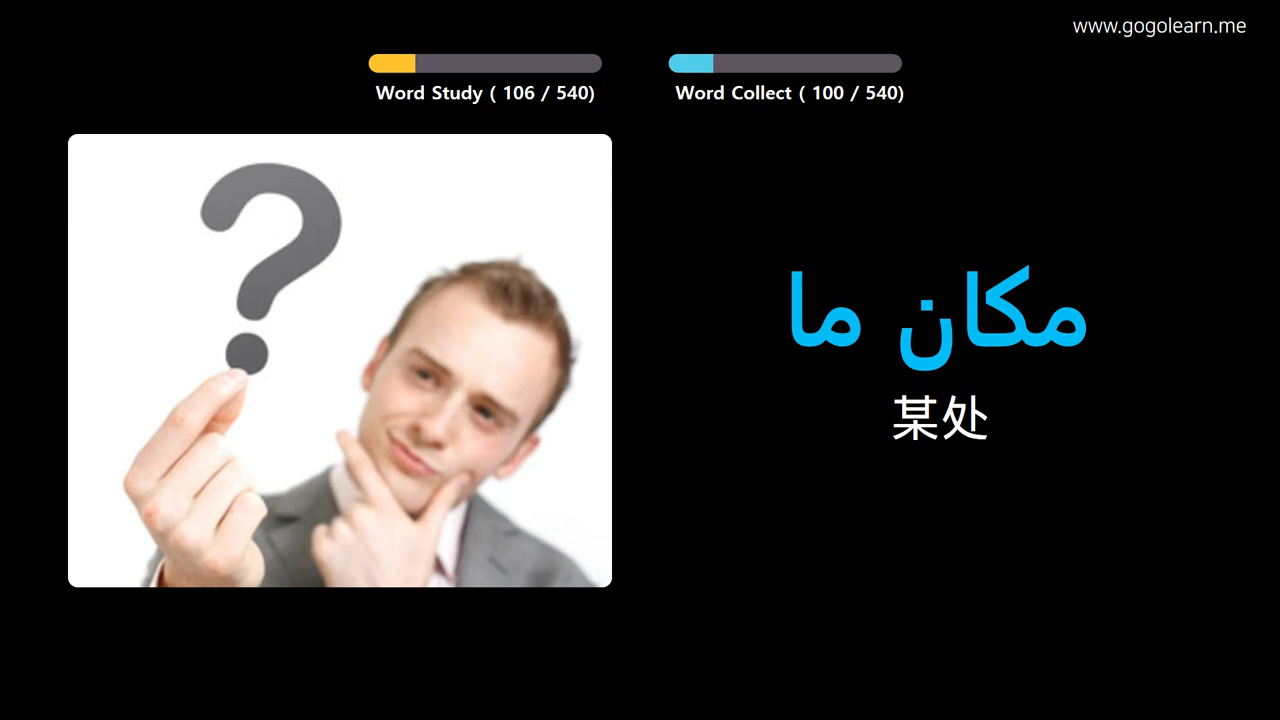 www.gogolearn.me
Word Study ( 106 / 540)
Word Collect ( 100 / 540)
?
مكان ما
某处